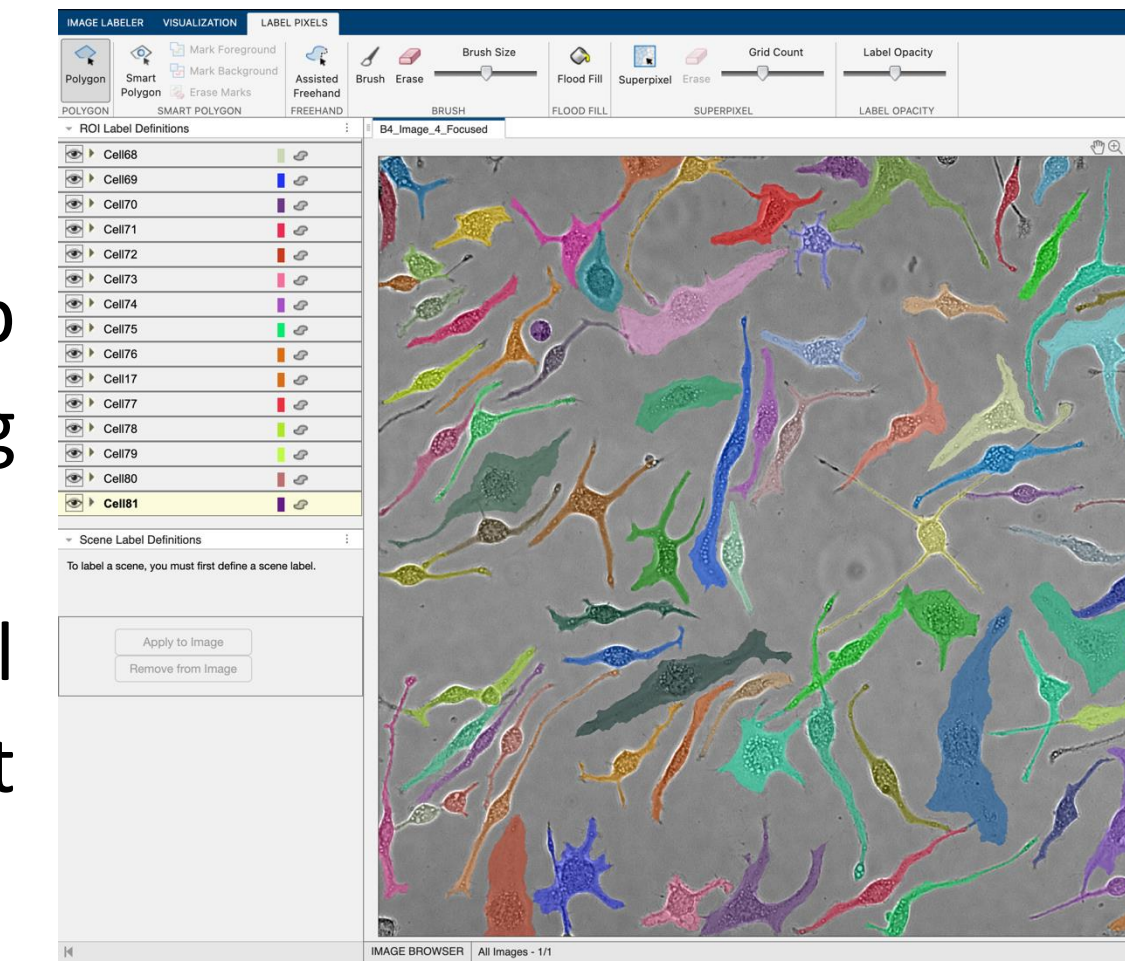 IMAGE LABELER VISUALIZATION LABEL PIXELS
Polygon
Smart
Polygon
Mark Foreground
Mark Background
Erase Marks
Assisted
Freehand
Brush
Erase
Brush Size
Flood Fill
Superpixel
Erase
Grid Count
Label Opacity
POLYGON SMART POLYGON FREEHAND BRUSH FLOOD FILL SUPERPIXEL LABEL OPACITY
ROI Label Definitions
B4_Image_4_Focused
Cell68
Cell69
Cell70
Cell71
Cell72
Cell73
Cell74
Cell75
Cell76
Cell17
Cell77
Cell78
Cell79
Cell80
Cell81
Scene Label Definitions
To label a scene, you must first define a scene label.
Apply to Image
Remove from Image
g
l
t
IMAGE BROWSER All Images - 1/1